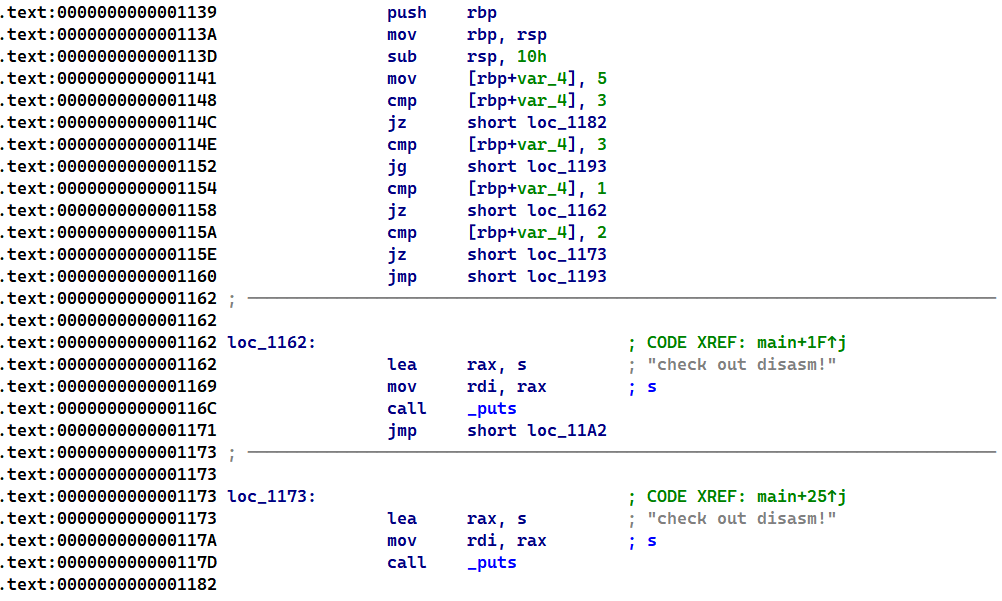 .text:0000000000001139 push rbp
.text:000000000000113A mov rbp, rsp
.text:000000000000113D sub rsp, 10h
.text:0000000000001141 mov [rbp+var_4], 5
.text:0000000000001148 cmp [rbp+var_4], 3
.text:000000000000114C jz short loc_1182
.text:000000000000114E cmp [rbp+var_4], 3
.text:0000000000001152 jg short loc_1193
.text:0000000000001154 cmp [rbp+var_4], 1
.text:0000000000001158 jz short loc_1162
.text:000000000000115A cmp [rbp+var_4], 2
.text:000000000000115E jz short loc_1173
.text:0000000000001160 jmp short loc_1193
.text:0000000000001162 ; ───────────────────────────────────────────────────────────────────────────
.text:0000000000001162
.text:0000000000001162 loc_1162: ; CODE XREF: main+1F↑j
.text:0000000000001162 lea rax, s ; "check out disasm!"
.text:0000000000001169 mov rdi, rax ; s
.text:000000000000116C call _puts
.text:0000000000001171 jmp short loc_11A2
.text:0000000000001173 ; ───────────────────────────────────────────────────────────────────────────
.text:0000000000001173
.text:0000000000001173 loc_1173: ; CODE XREF: main+25↑j
.text:0000000000001173 lea rax, s ; "check out disasm!"
.text:000000000000117A mov rdi, rax ; s
.text:000000000000117D call _puts
.text:0000000000001182